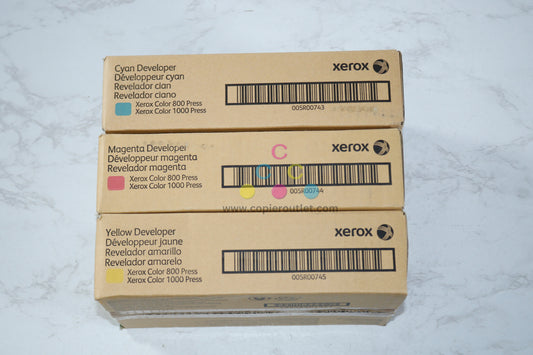 Cyan Developer
Développeur cyan
Revelador cian
Revelador ciano
Xerox Color 800 Press
Xerox Color 1000 Press
xerox
005R00743
Magenta Developer
Développeur magenta
Revelador magenta
Xerox Color 800 Press
Xerox Color 1000 Press
xerox
005R00744
C
C C
www.copieroutlet.com
Yellow Developer
Développeur jaune
Revelador amarillo
Revelador amarelo
Xerox Color 800 Press
Xerox Color 1000 Press
xerox
005R00745